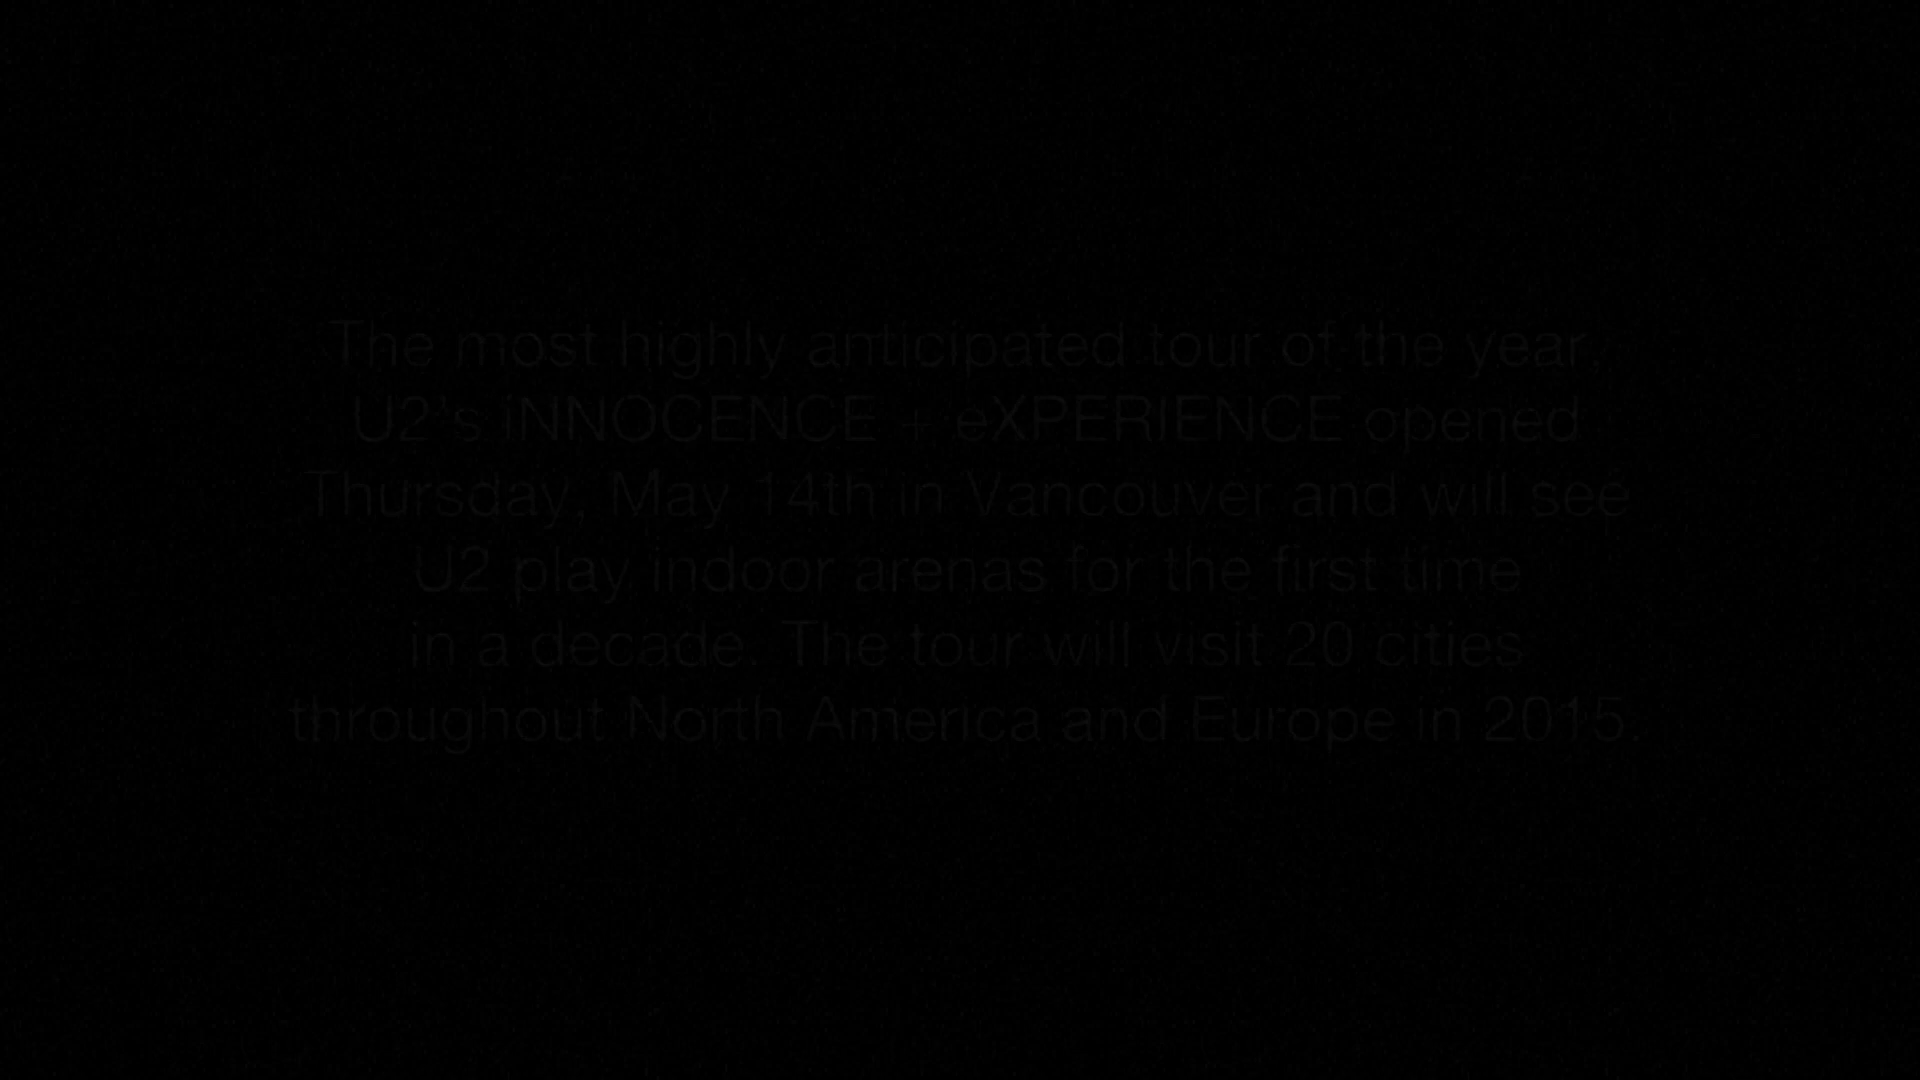 The most highly anticipated tour of the year,
U2's iNNOCENCE + eXPERIENCE opened
Thursday, May 14th in Vancouver and will see
U2 play indoor arenas for the first time
in a decade. The tour will visit 20 cities
throughout North America and Europe in 2015.